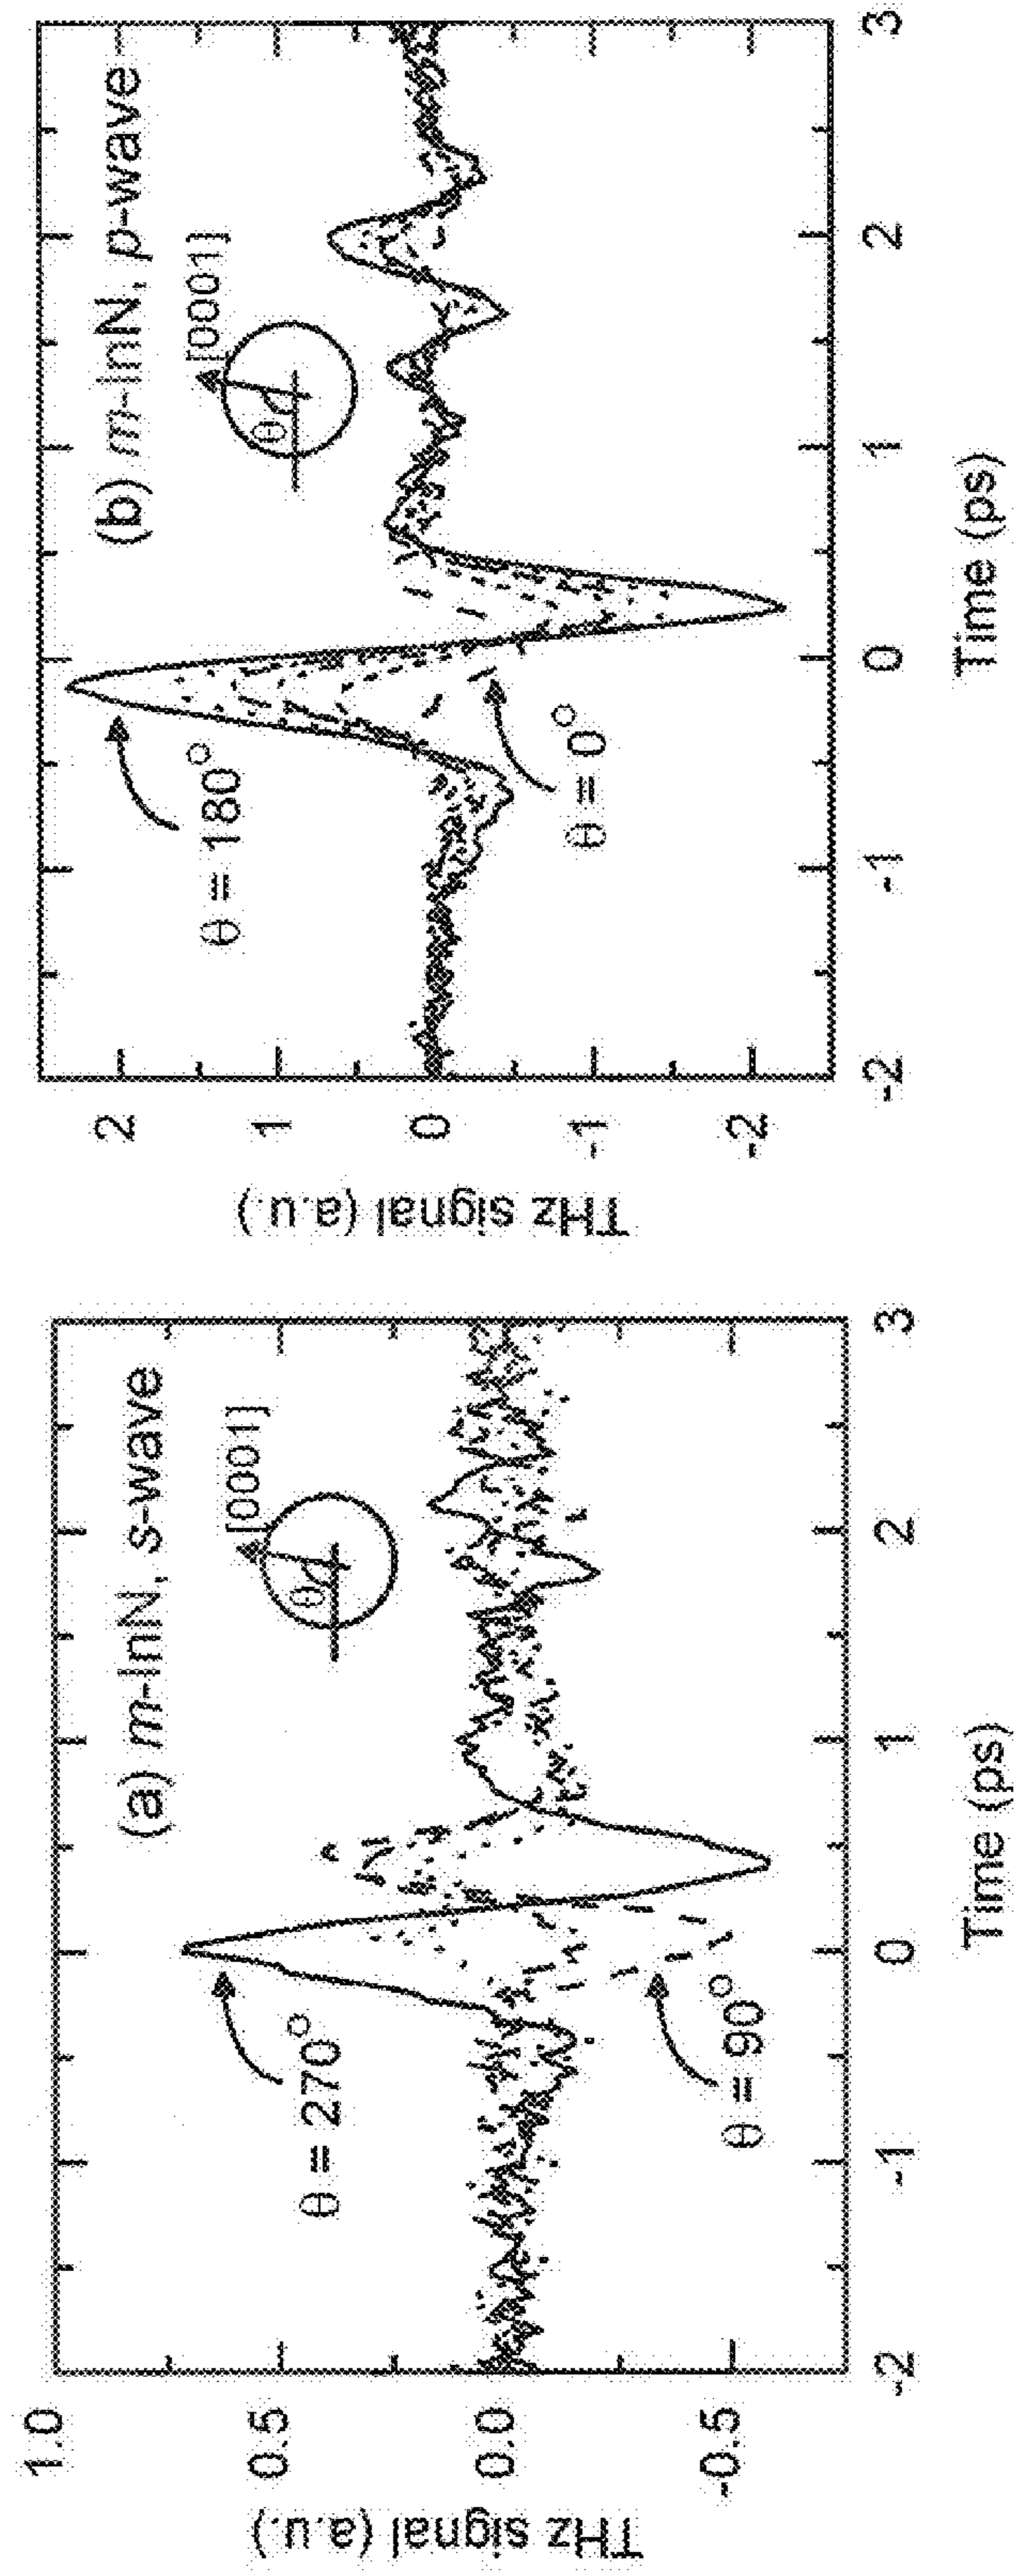 (a) m-InN, s-wave
[0001]
θ
θ = 270°
θ = 90°
1.0
0.5
0.0
-0.5
THz signal (a.u.)
-2
-1
0
1
2
3
Time (ps)
(b) m-InN, p-wave
[0001]
θ
θ = 180°
θ = 0°
2
1
0
-1
-2
THz signal (a.u.)
-2
-1
0
1
2
3
Time (ps)